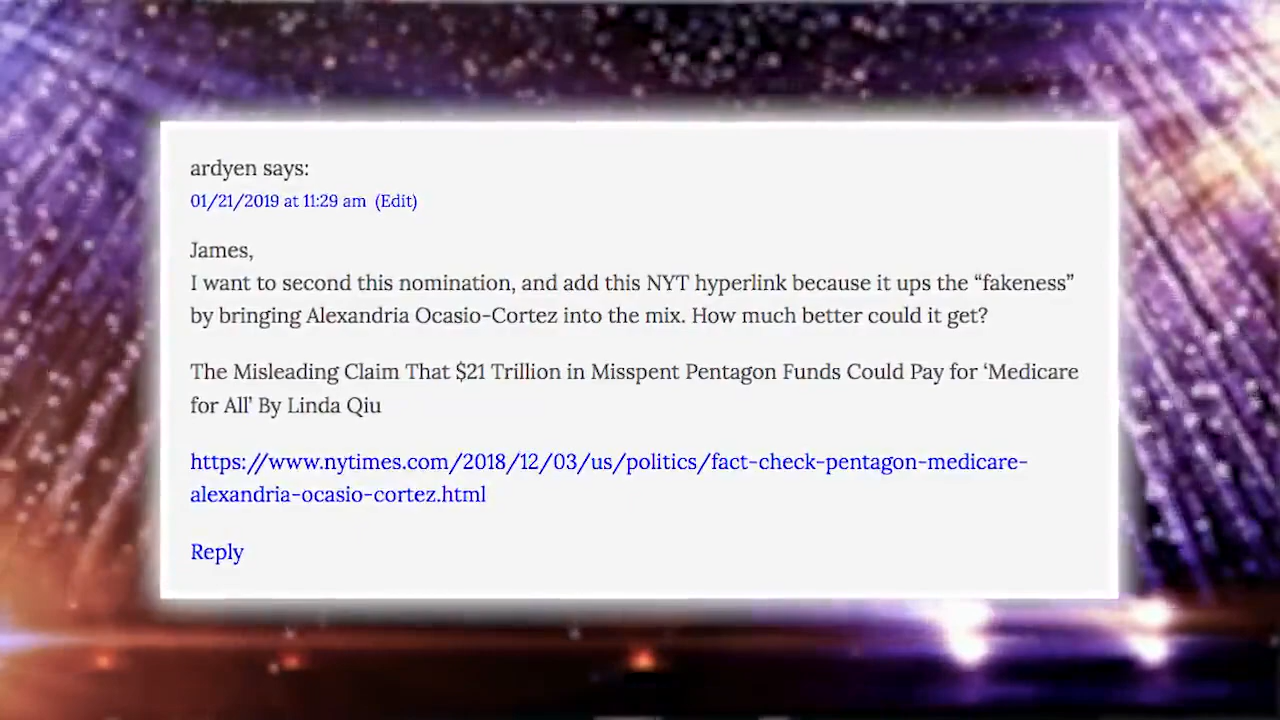 ardyen says:
01/21/2019 at 11:29 am (Edit)
James,
I want to second this nomination, and add this NYT hyperlink because it ups the “fakeness”
by bringing Alexandria Ocasio-Cortez into the mix. How much better could it get?
The Misleading Claim That $21 Trillion in Misspent Pentagon Funds Could Pay for ‘Medicare
for All’ By Linda Qiu
https://www.nytimes.com/2018/12/03/us/politics/fact-check-pentagon-medicare-
alexandria-ocasio-cortez.html
Reply